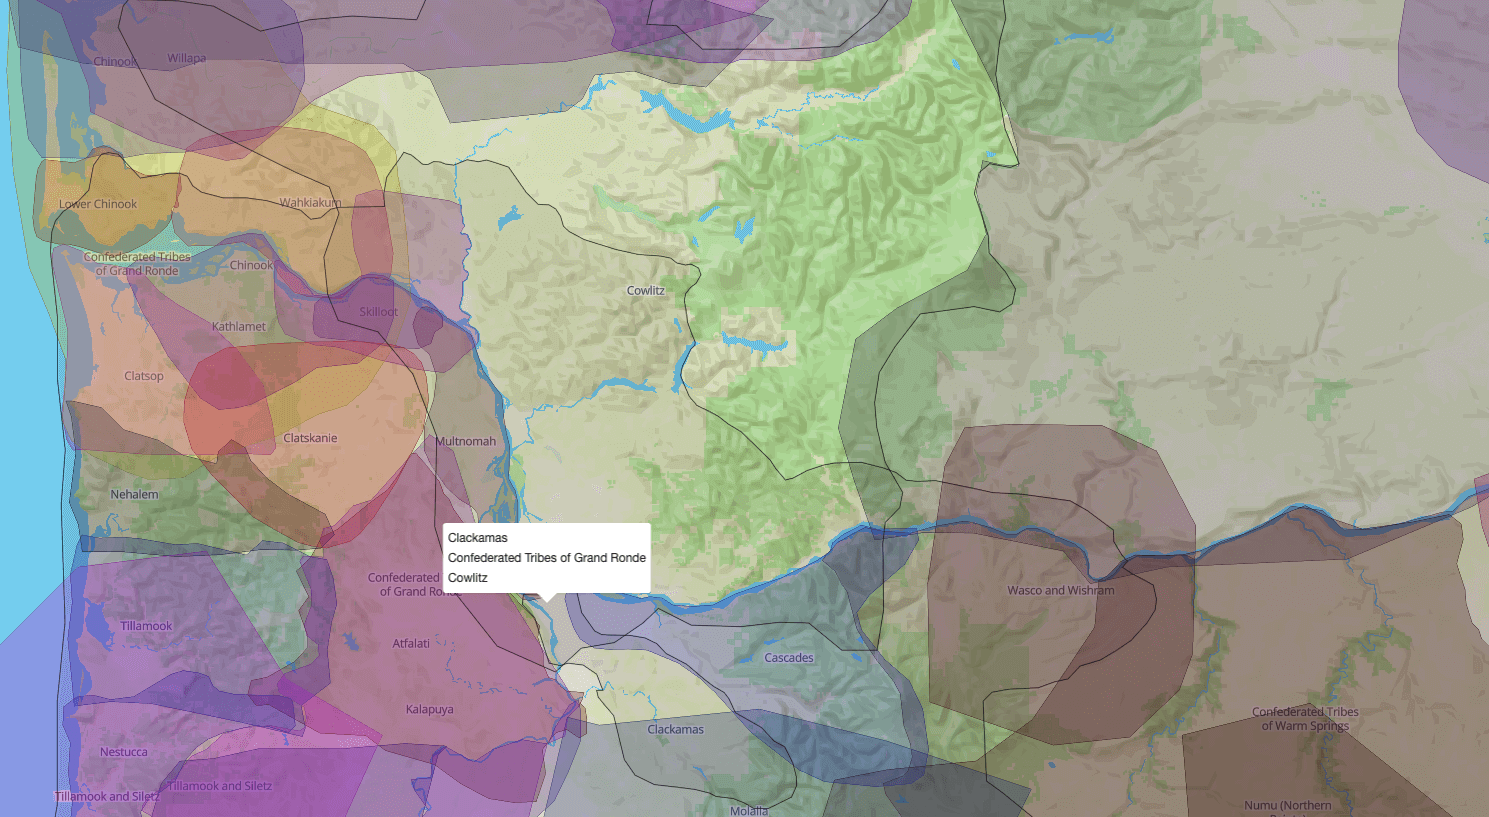 Chinook
Willapa
Lower Chinook
Wahkiakum
Confederated Tribes
of Grand Ronde
Chinook
Cowlitz
Skilloot
Kathlamet
Clatsop
Clatskanie
Multnomah
Nehalem
Clackamas
Confederated Tribes of Grand Ronde
Cowlitz
Confederated
of Grand Ron
Wasco and Wishram
Tillamook
Atfalati
Cascades
Kalapuya
Clackamas
Confederated Tribes
of Warm Springs
Nestucca
Tillamook and Siletz
Tillamook and Siletz
Molalla
Numu (Northern